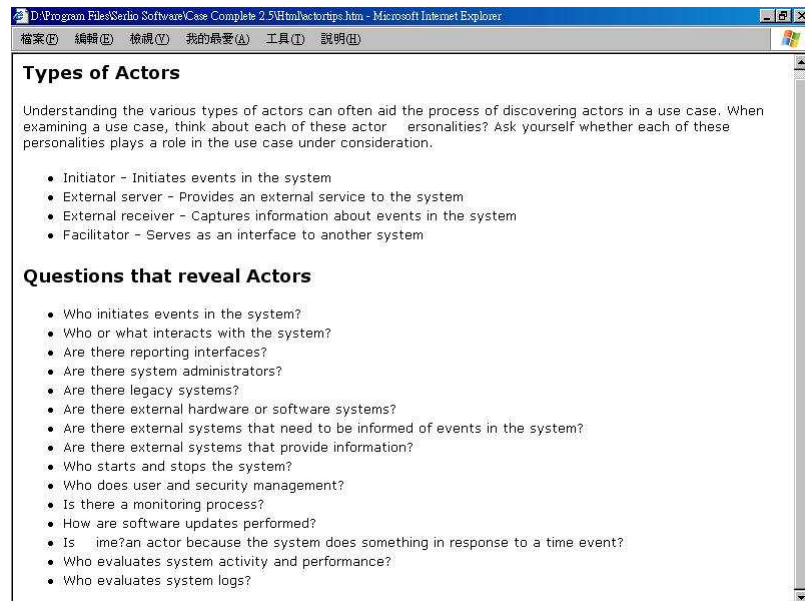 D:\Program Files\Serlio Software\Case Complete 2.5\Html\actortips.htm - Microsoft Internet Explorer
檔案(F) 編輯(E) 檢視(V) 我的最愛(A) 工具(T) 說明(H)
Types of Actors
Understanding the various types of actors can often aid the process of discovering actors in a use case. When
examining a use case, think about each of these actor ersonalities? Ask yourself whether each of these
personalities plays a role in the use case under consideration.
• Initiator - Initiates events in the system
• External server - Provides an external service to the system
• External receiver - Captures information about events in the system
• Facilitator - Serves as an interface to another system
Questions that reveal Actors
• Who initiates events in the system?
• Who or what interacts with the system?
• Are there reporting interfaces?
• Are there system administrators?
• Are there legacy systems?
• Are there external hardware or software systems?
• Are there external systems that need to be informed of events in the system?
• Are there external systems that provide information?
• Who starts and stops the system?
• Who does user and security management?
• Is there a monitoring process?
• How are software updates performed?
• Is ime?an actor because the system does something in response to a time event?
• Who evaluates system activity and performance?
• Who evaluates system logs?